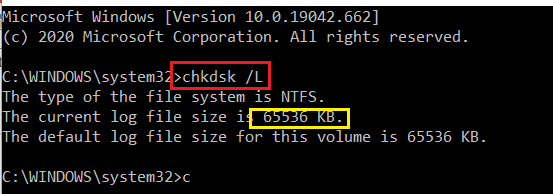 Microsoft Windows [Version 10.0.19042.662]
(c) 2020 Microsoft Corporation. All rights reserved.
C:\WINDOWS\system32>chkdsk /L
The type of the file system is NTFS.
The current log file size is 65536 KB.
The default log file size for this volume is 65536 KB.
C:\WINDOWS\system32>c